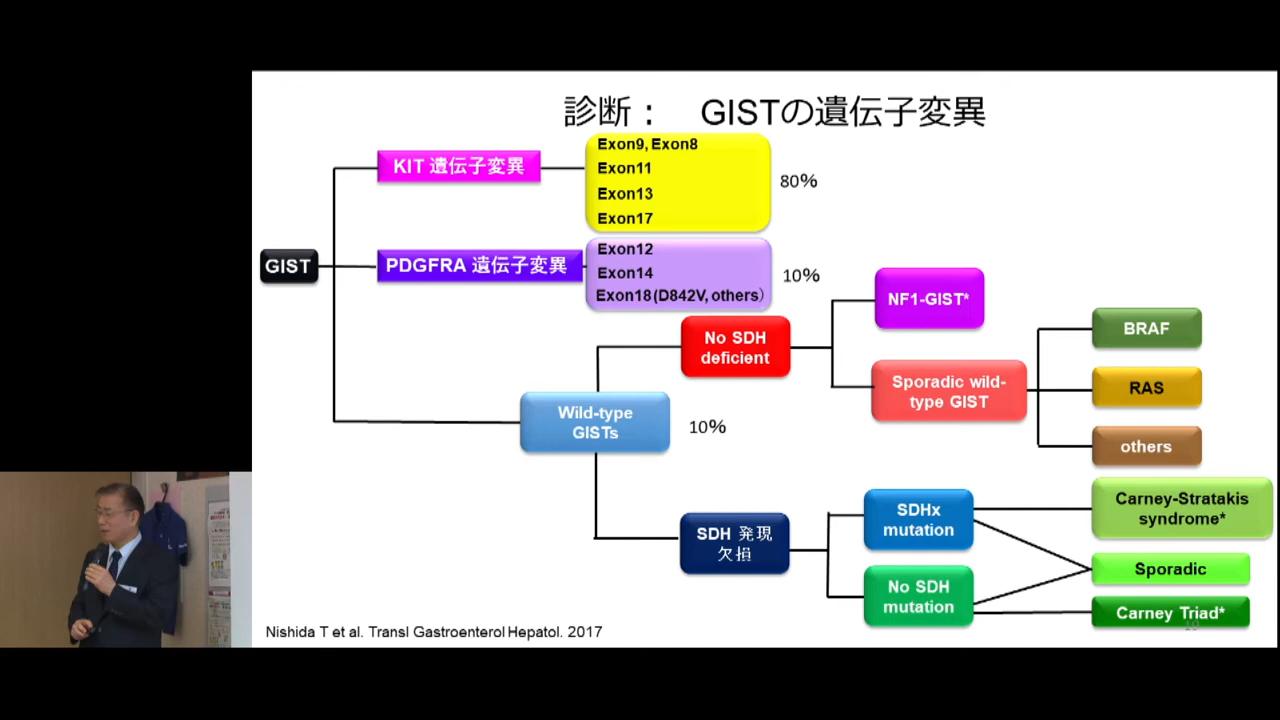 診断： GISTの遺伝子変異
GIST
KIT 遺伝子変異
Exon9, Exon8
Exon11
Exon13
Exon17
80%
PDGFRA 遺伝子変異
Exon12
Exon14
Exon18(D842V, others）
10%
Wild-type
GISTs
10%
No SDH
deficient
NF1-GIST*
Sporadic wild-
type GIST
BRAF
RAS
others
SDH 発現
欠損
SDHx
mutation
No SDH
mutation
Carney-Stratakis
syndrome*
Sporadic
Carney Triad*
Nishida T et al. Transl Gastroenterol Hepatol. 2017